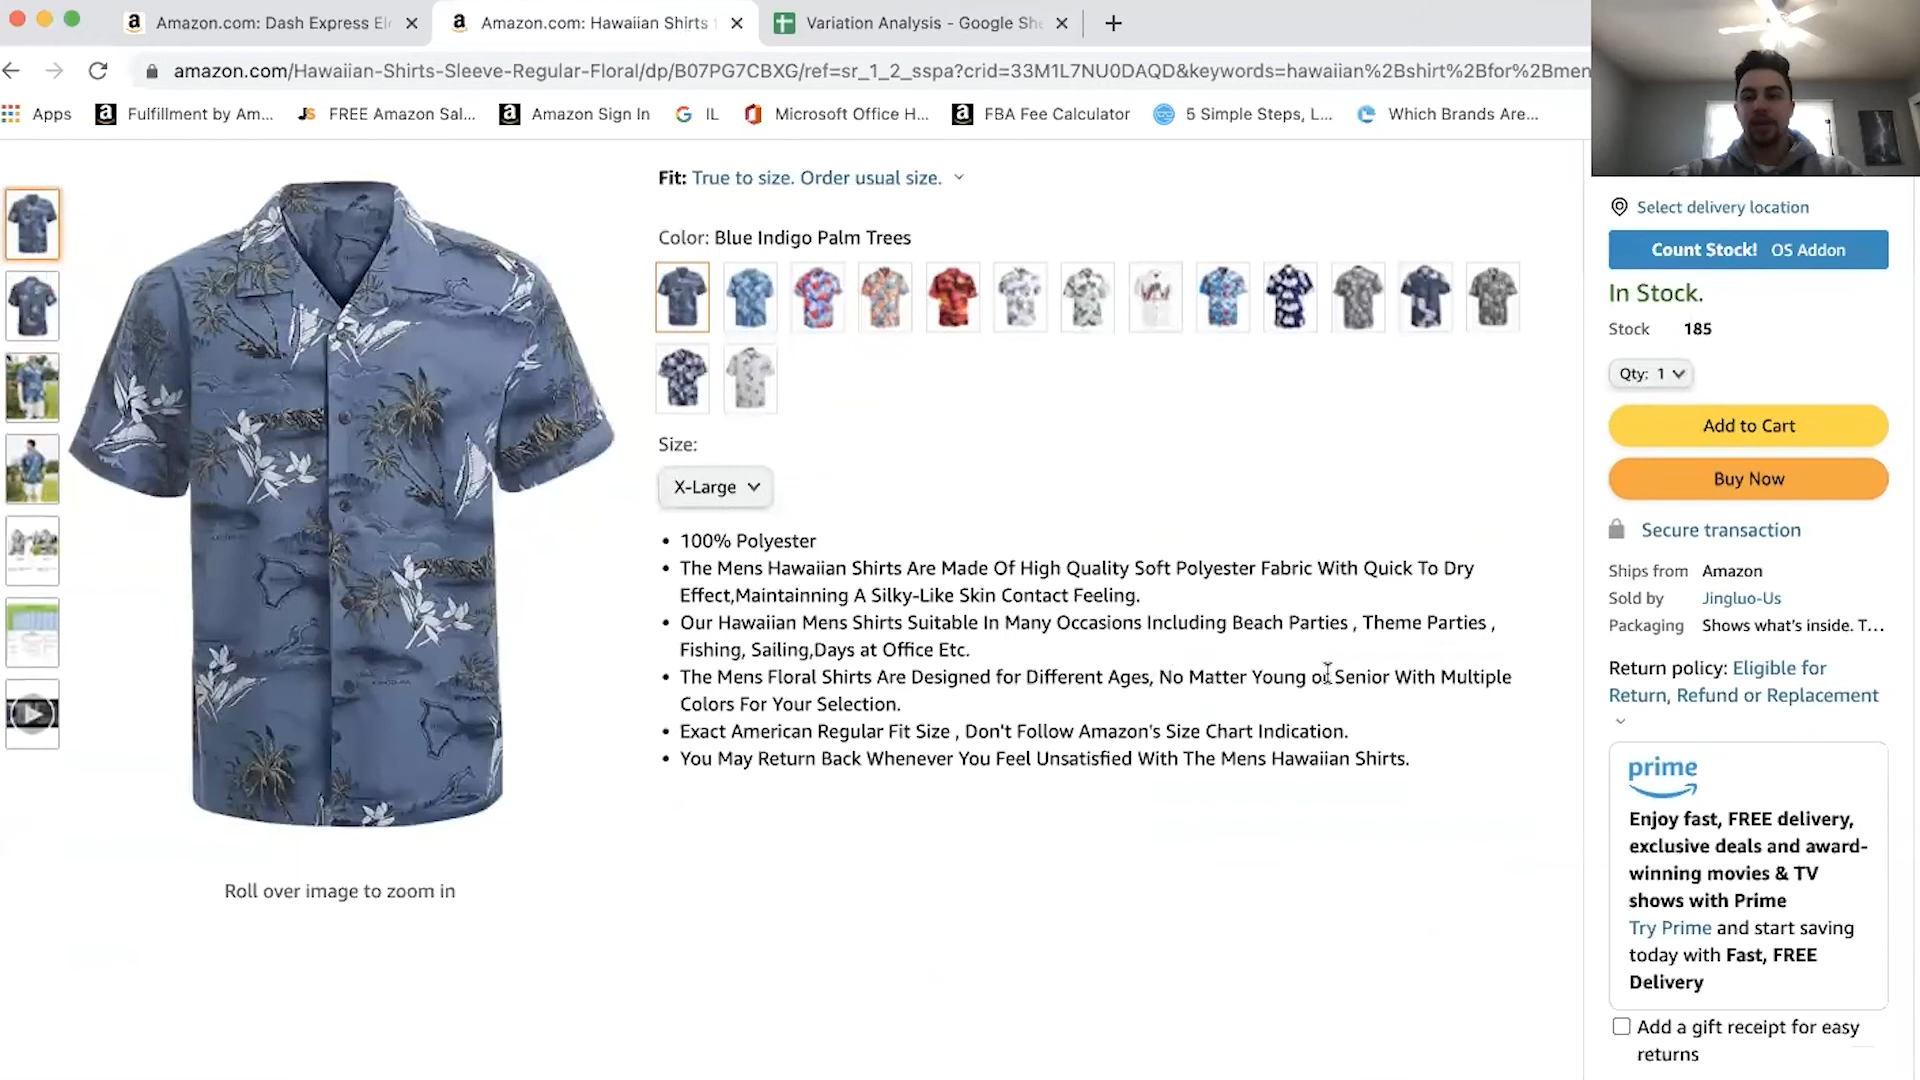 Amazon.com: Dash Express Ele
Amazon.com: Hawaiian Shirts f
Variation Analysis - Google She
amazon.com/Hawaiian-Shirts-Sleeve-Regular-Floral/dp/B07PG7CBXG/ref=sr_1_2_sspa?crid=33M1L7NU0DAQD&keywords=hawaiian%2Bshirt%2Bfor%2Bmen
Apps
Fulfillment by Am...
FREE Amazon Sal...
Amazon Sign In
IL
Microsoft Office H...
FBA Fee Calculator
5 Simple Steps, L...
Which Brands Are...
Fit: True to size. Order usual size.
Color: Blue Indigo Palm Trees
Size:
X-Large
• 100% Polyester
• The Mens Hawaiian Shirts Are Made Of High Quality Soft Polyester Fabric With Quick To Dry
Effect,Maintainning A Silky-Like Skin Contact Feeling.
• Our Hawaiian Mens Shirts Suitable In Many Occasions Including Beach Parties , Theme Parties ,
Fishing, Sailing,Days at Office Etc.
• The Mens Floral Shirts Are Designed for Different Ages, No Matter Young or Senior With Multiple
Colors For Your Selection.
• Exact American Regular Fit Size , Don't Follow Amazon's Size Chart Indication.
• You May Return Back Whenever You Feel Unsatisfied With The Mens Hawaiian Shirts.
Roll over image to zoom in
Select delivery location
Count Stock! OS Addon
In Stock.
Stock 185
Qty: 1
Add to Cart
Buy Now
Secure transaction
Ships from Amazon
Sold by Jingluo-Us
Packaging Shows what's inside. T...
Return policy: Eligible for
Return, Refund or Replacement
prime
Enjoy fast, FREE delivery,
exclusive deals and award-
winning movies & TV
shows with Prime
Try Prime and start saving
today with Fast, FREE
Delivery
Add a gift receipt for easy
returns